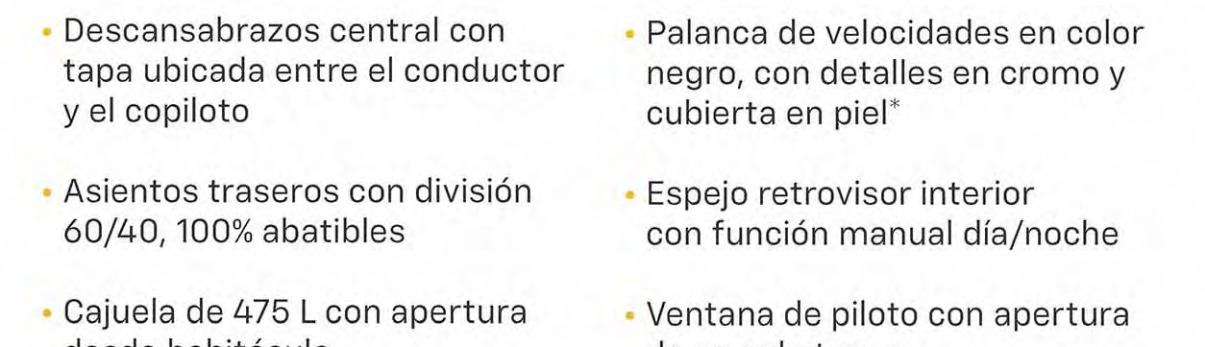 • Descansabrazos central con
tapa ubicada entre el conductor
y el copiloto
• Asientos traseros con división
60/40, 100% abatibles
• Cajuela de 475 L con apertura
desde habitáculo
• Palanca de velocidades en color
negro, con detalles en cromo y
cubierta en piel*
• Espejo retrovisor interior
con función manual día/noche
• Ventana de piloto con apertura